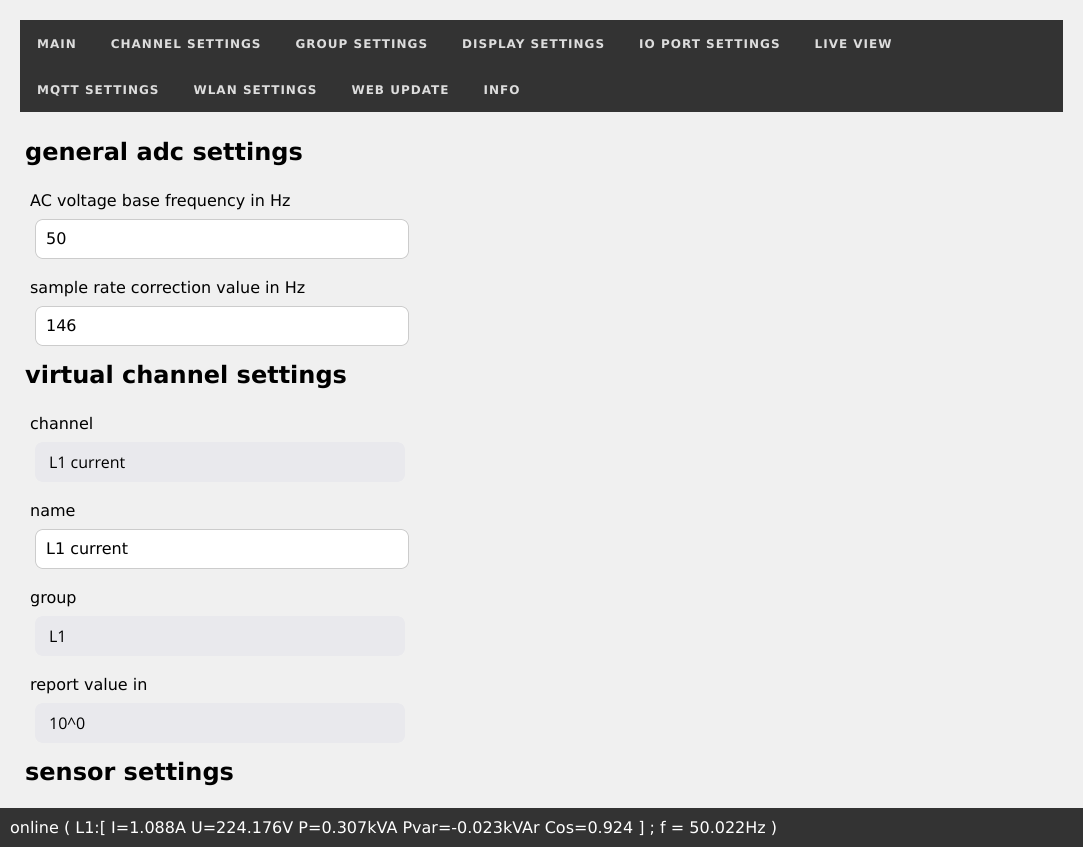 MAIN CHANNEL SETTINGS GROUP SETTINGS DISPLAY SETTINGS IO PORT SETTINGS LIVE VIEW
MQTT SETTINGS WLAN SETTINGS WEB UPDATE INFO
general adc settings
AC voltage base frequency in Hz
50
sample rate correction value in Hz
146
virtual channel settings
channel
L1 current
name
L1 current
group
L1
report value in
10^0
sensor settings
online ( L1:[ I=1.088A U=224.176V P=0.307kVA Pvar=-0.023kVAr Cos=0.924 ] ; f = 50.022Hz )